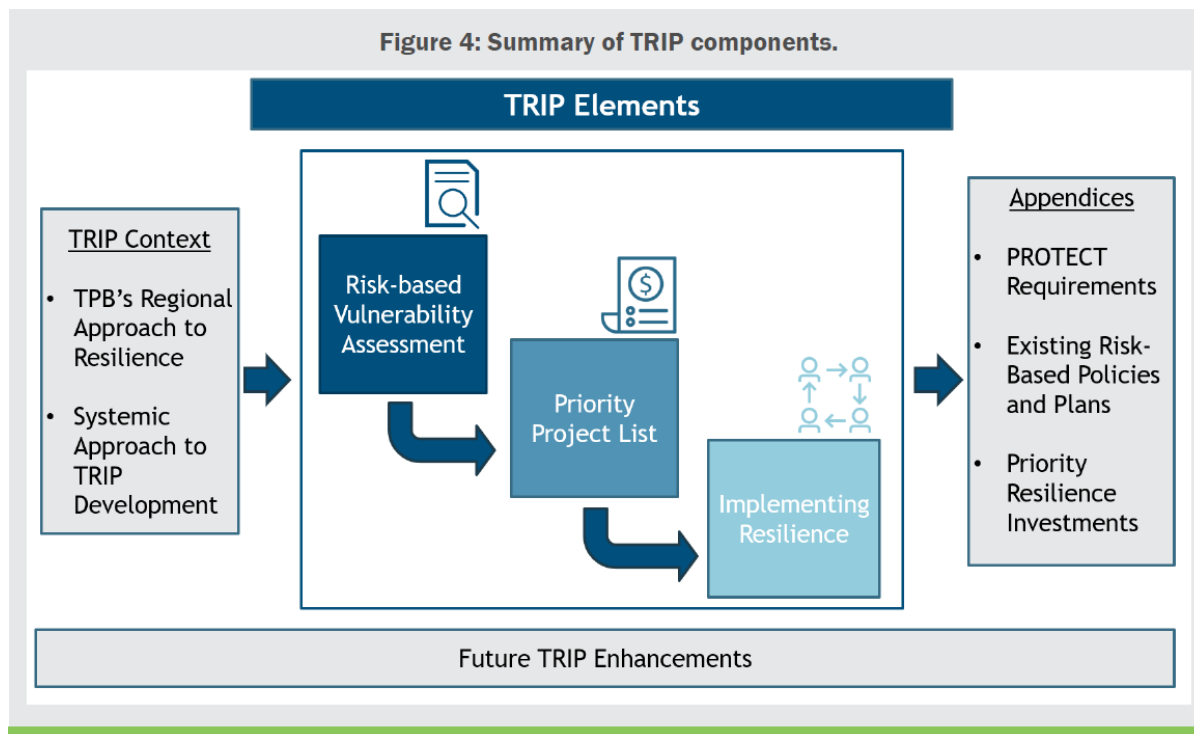 Figure 4: Summary of TRIP components.
TRIP Elements
TRIP Context
• TPB's Regional
Approach to
Resilience
• Systemic
Approach to
TRIP
Development
Risk-based
Vulnerability
Assessment
$
Priority
Project List
Implementing
Resilience
Appendices
• PROTECT
Requirements
• Existing Risk-
Based Policies
and Plans
• Priority
Resilience
Investments
Future TRIP Enhancements